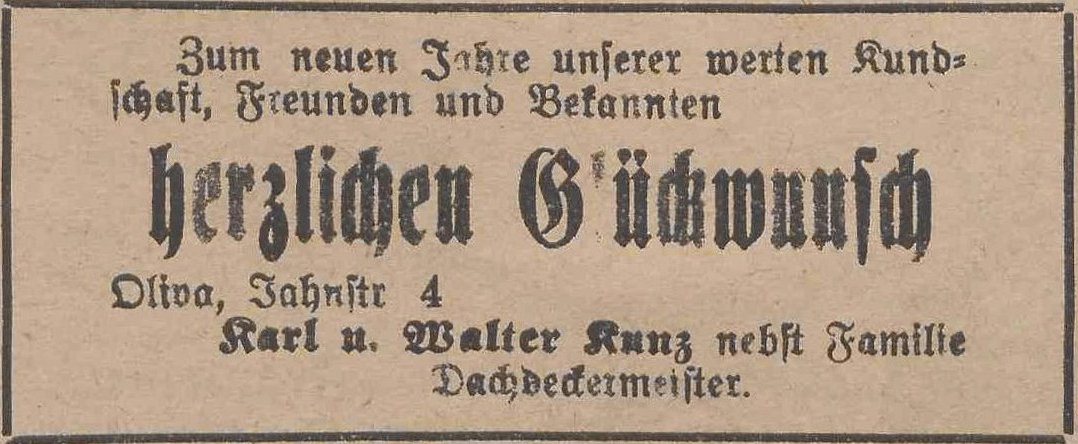 Zum neuen Jahre unserer werten Kund-
schaft, Freunden und Bekannten
herzlichen Glückwunsch
Oliva, Jahnstr 4
Karl u. Walter Kunz nebst Familie
Dachdeckermeister.